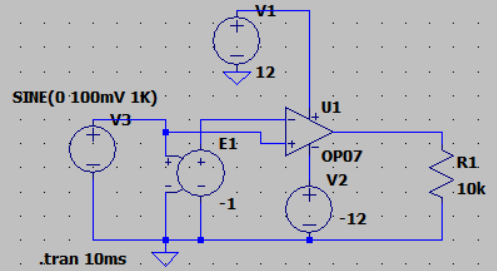 V1
12
SINE(0 100mV 1K)
V3
E1
-1
U1
OP07
V2
-12
R1
10k
.tran 10ms